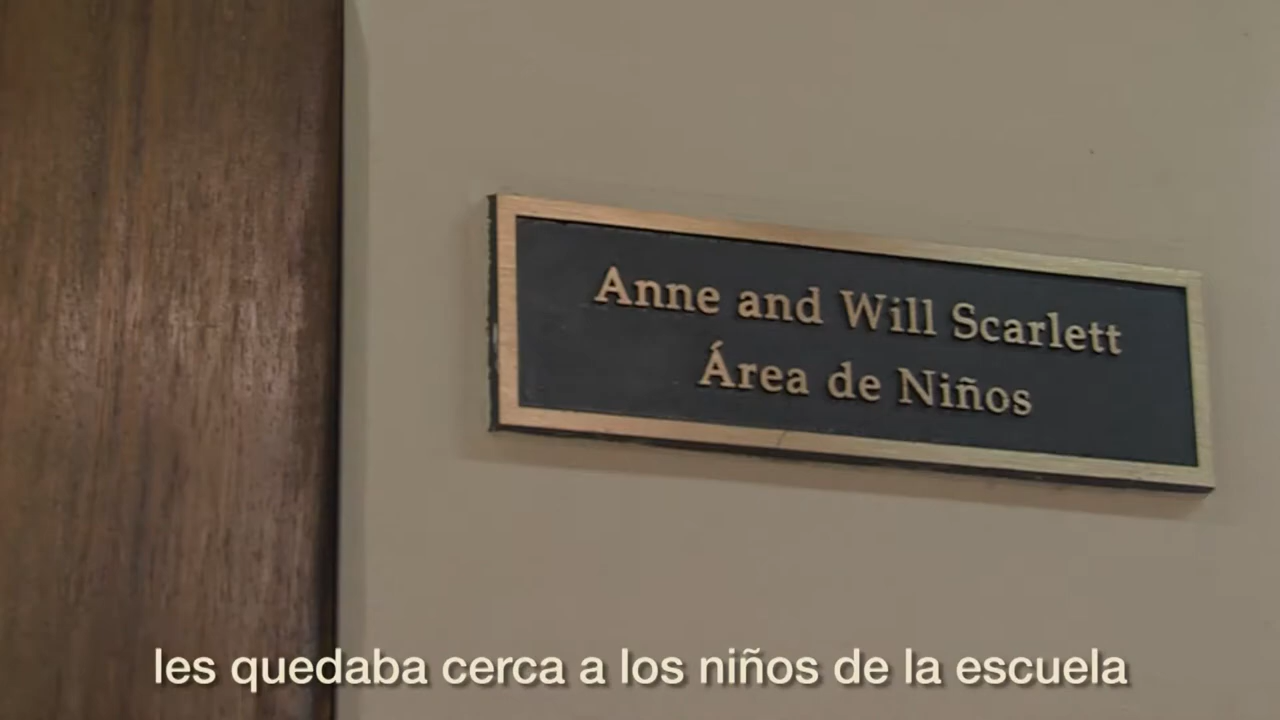 Anne and Will Scarlett
Área de Niños
les quedaba cerca a los niños de la escuela